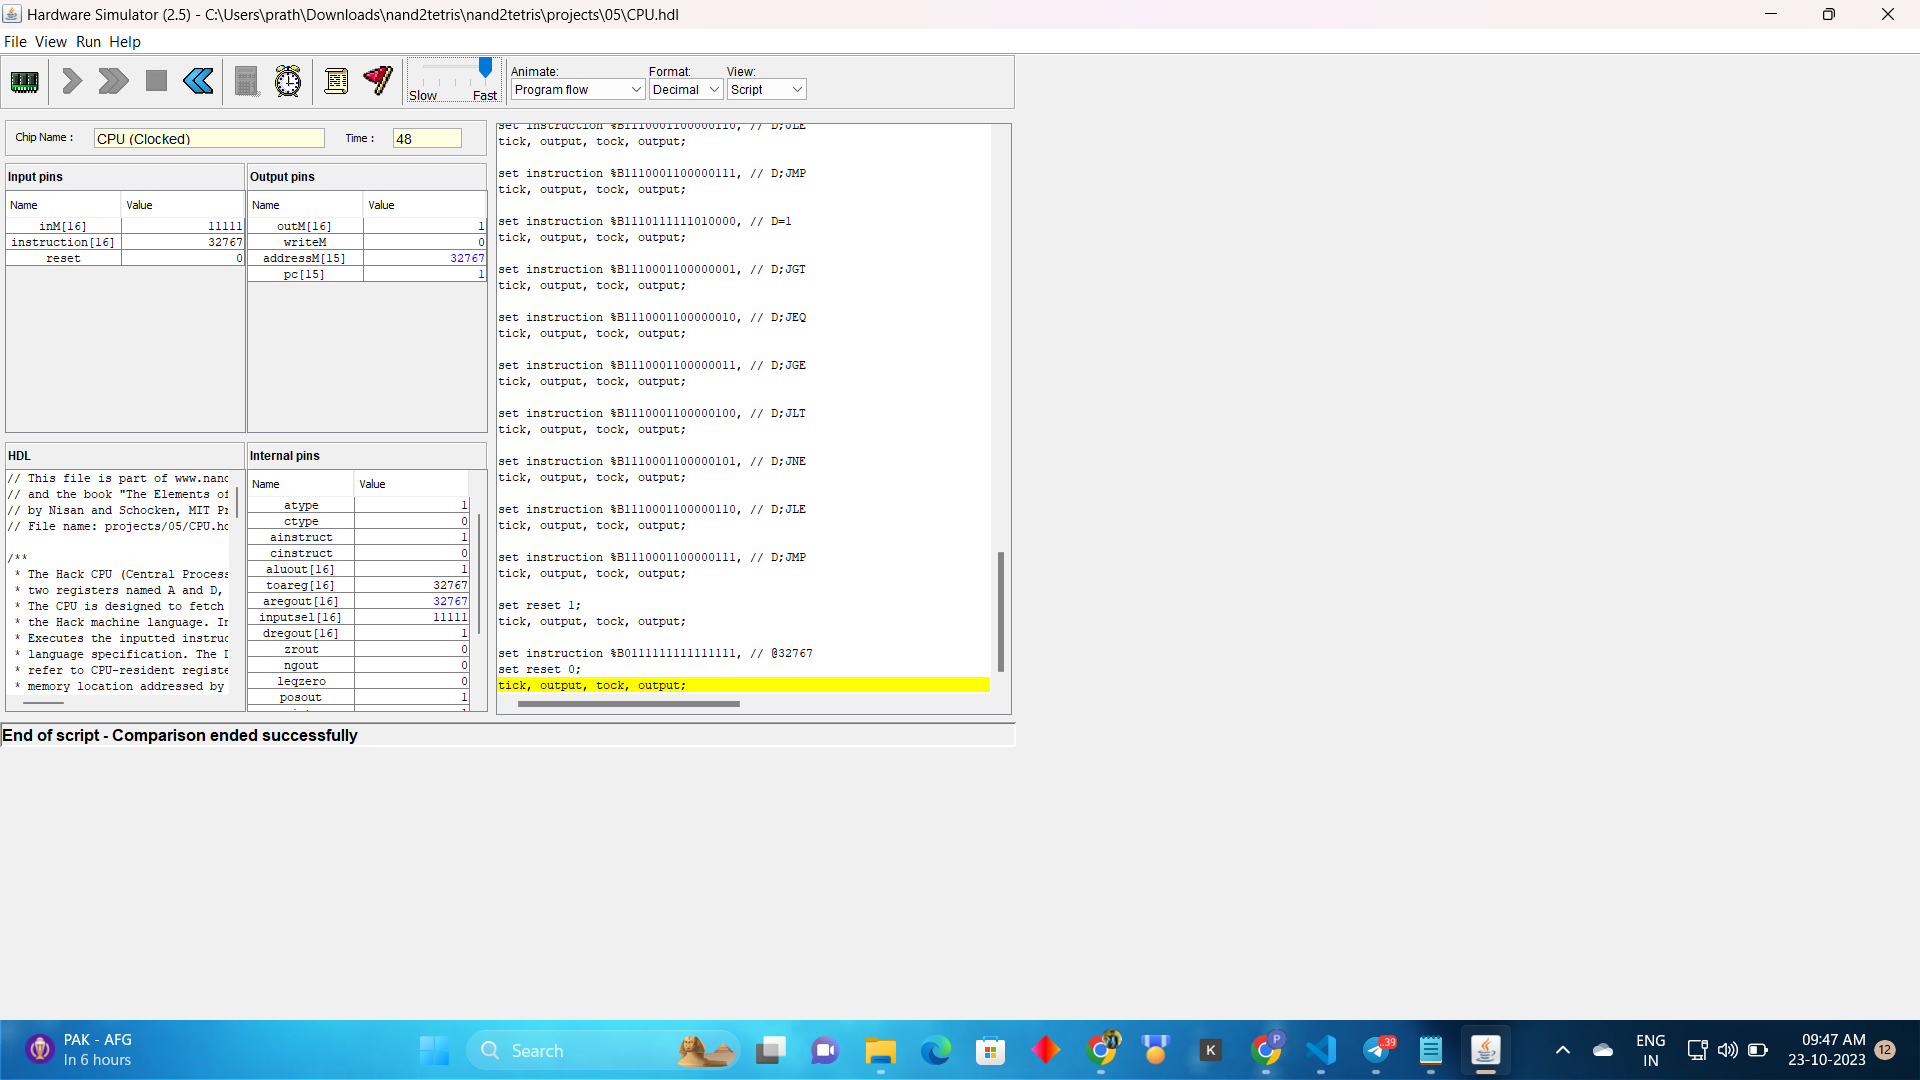 Hardware Simulator (2.5) - C:\Users\prath\Downloads\nand2tetris\nand2tetris\projects\05\CPU.hdl
File View Run Help
Slow Fast
Animate: Format: View:
Program flow Decimal Script
Chip Name : CPU (Clocked) Time : 48
Input pins
Name Value
inM[16] 11111
instruction[16] 32767
reset 0
Output pins
Name Value
outM[16] 1
writeM 0
addressM[15] 32767
pc[15] 1
HDL
// This file is part of www.nand
// and the book "The Elements of
// by Nisan and Schocken, MIT Pr
// File name: projects/05/CPU.hd
/**
* The Hack CPU (Central Process
* two registers named A and D,
* The CPU is designed to fetch
* the Hack machine language. In
* Executes the inputted instruc
* language specification. The D
* refer to CPU-resident registe
* memory location addressed by
Internal pins
Name Value
atype 1
ctype 0
ainstruct 1
cinstruct 0
aluout[16] 1
toareg[16] 32767
aregout[16] 32767
inputsel[16] 11111
dregout[16] 1
zrout 0
ngout 0
leqzero 0
posout 1
set instruction %B1110001100000110, // D;JLE
tick, output, tock, output;
set instruction %B1110001100000111, // D;JMP
tick, output, tock, output;
set instruction %B1110111111010000, // D=1
tick, output, tock, output;
set instruction %B1110001100000001, // D;JGT
tick, output, tock, output;
set instruction %B1110001100000010, // D;JEQ
tick, output, tock, output;
set instruction %B1110001100000011, // D;JGE
tick, output, tock, output;
set instruction %B1110001100000100, // D;JLT
tick, output, tock, output;
set instruction %B1110001100000101, // D;JNE
tick, output, tock, output;
set instruction %B1110001100000110, // D;JLE
tick, output, tock, output;
set instruction %B1110001100000111, // D;JMP
tick, output, tock, output;
set reset 1;
tick, output, tock, output;
set instruction %B0111111111111111, // @32767
set reset 0;
tick, output, tock, output;
End of script - Comparison ended successfully
PAK - AFG
In 6 hours
Search
K
P
39
ENG
IN
09:47 AM
23-10-2023
12